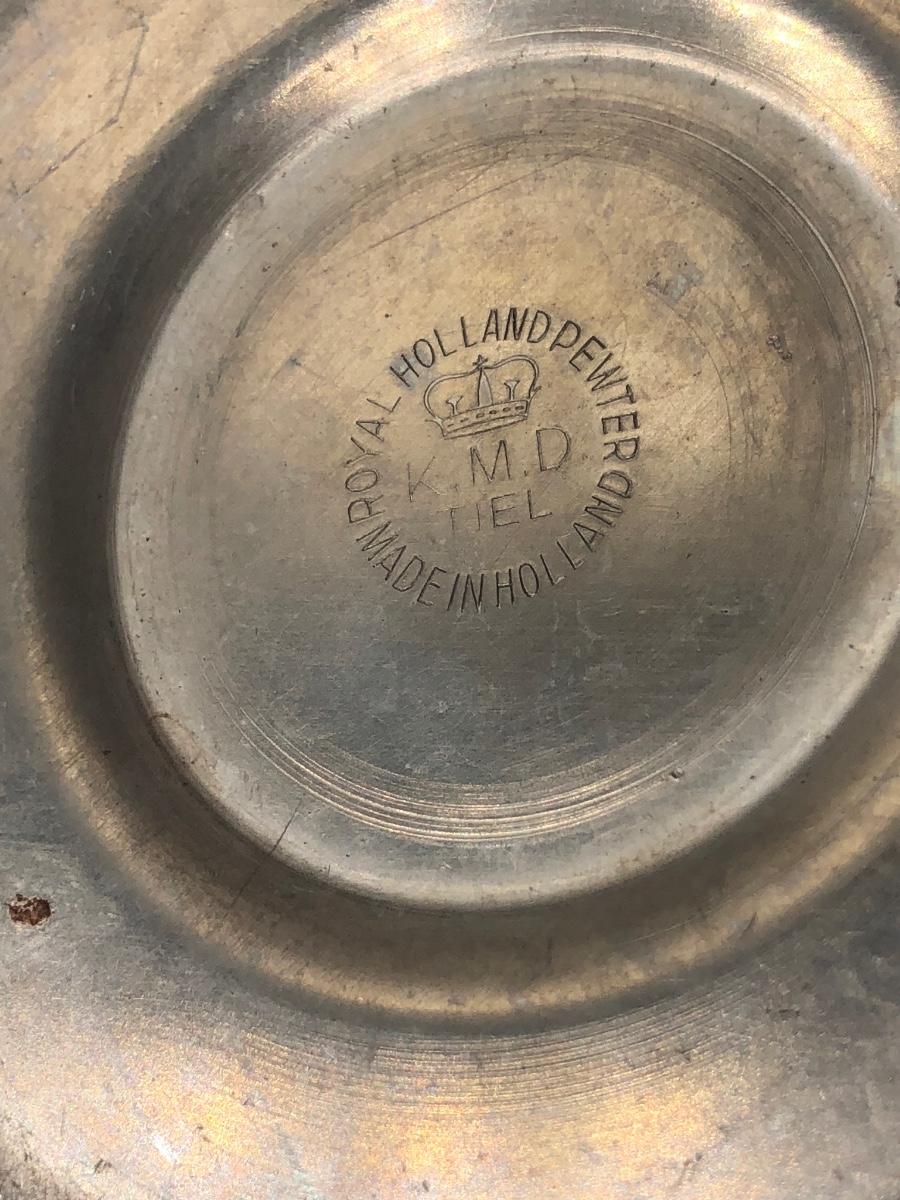 ROYAL HOLLAND PEWTER
K.M.D.
TIEL
MADE IN HOLLAND